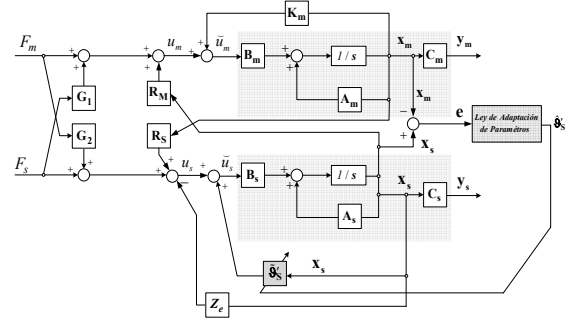 K_m
F_m
u_m
ũ_m
B_m
1/s
x_m
C_m
y_m
G_1
R_M
A_m
x_m
G_2
R_S
e
Ley de Adaptación
de Parámtros
ϑ̂'_S
x_s
F_s
u_s
ũ_s
B_s
1/s
x_s
C_s
y_s
A_s
ϑ̃'_S
x_s
Z_e